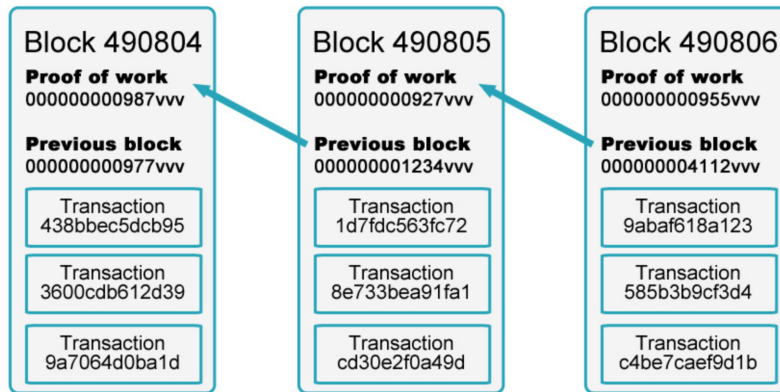 Block 490804
Proof of work
000000000987vvv
Previous block
000000000977vvv
Transaction
438bbec5dcb95
Transaction
3600cdb612d39
Transaction
9a7064d0ba1d
Block 490805
Proof of work
000000000927vvv
Previous block
000000001234vvv
Transaction
1d7fdc563fc72
Transaction
8e733bea91fa1
Transaction
cd30e2f0a49d
Block 490806
Proof of work
000000000955vvv
Previous block
000000004112vvv
Transaction
9abaf618a123
Transaction
585b3b9cf3d4
Transaction
c4be7caef9d1b